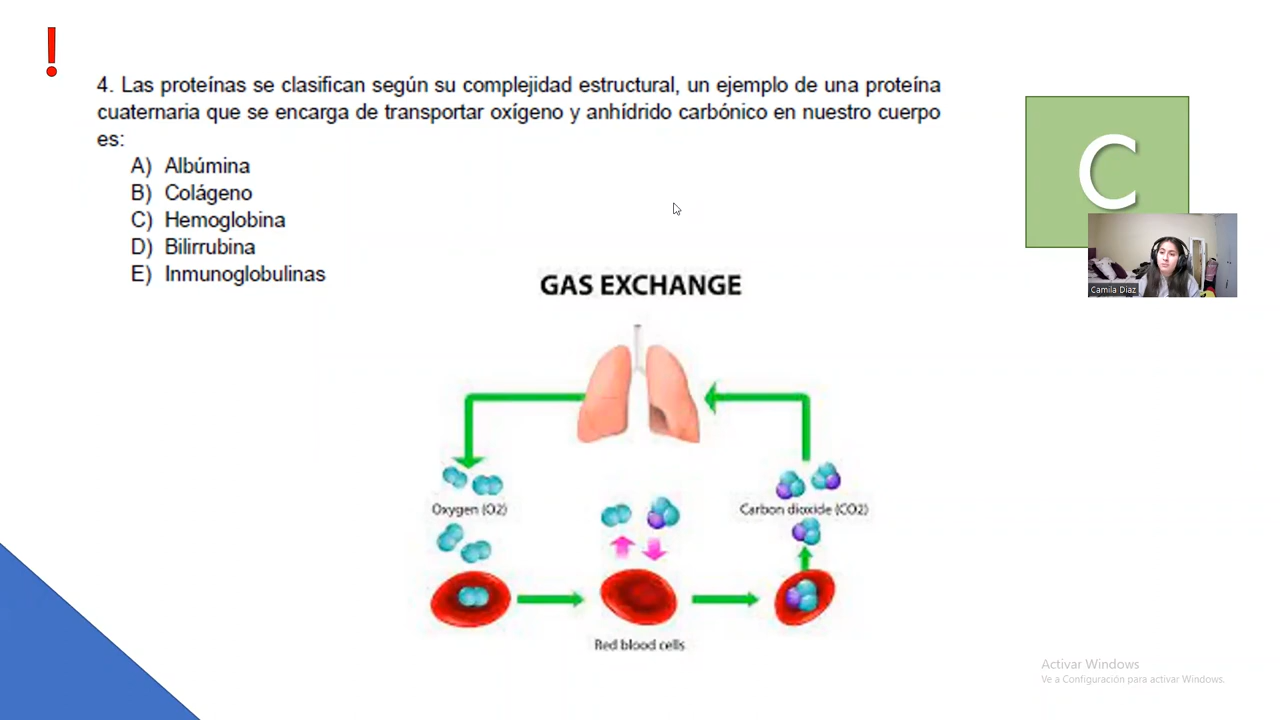 !
4. Las proteínas se clasifican según su complejidad estructural, un ejemplo de una proteína
cuaternaria que se encarga de transportar oxígeno y anhídrido carbónico en nuestro cuerpo
es:
A) Albúmina
B) Colágeno
C) Hemoglobina
D) Bilirrubina
E) Inmunoglobulinas
C
Camila Díaz
GAS EXCHANGE
Oxygen (O2)
Carbon dioxide (CO2)
Red blood cells
Activar Windows
Ve a Configuración para activar Windows.